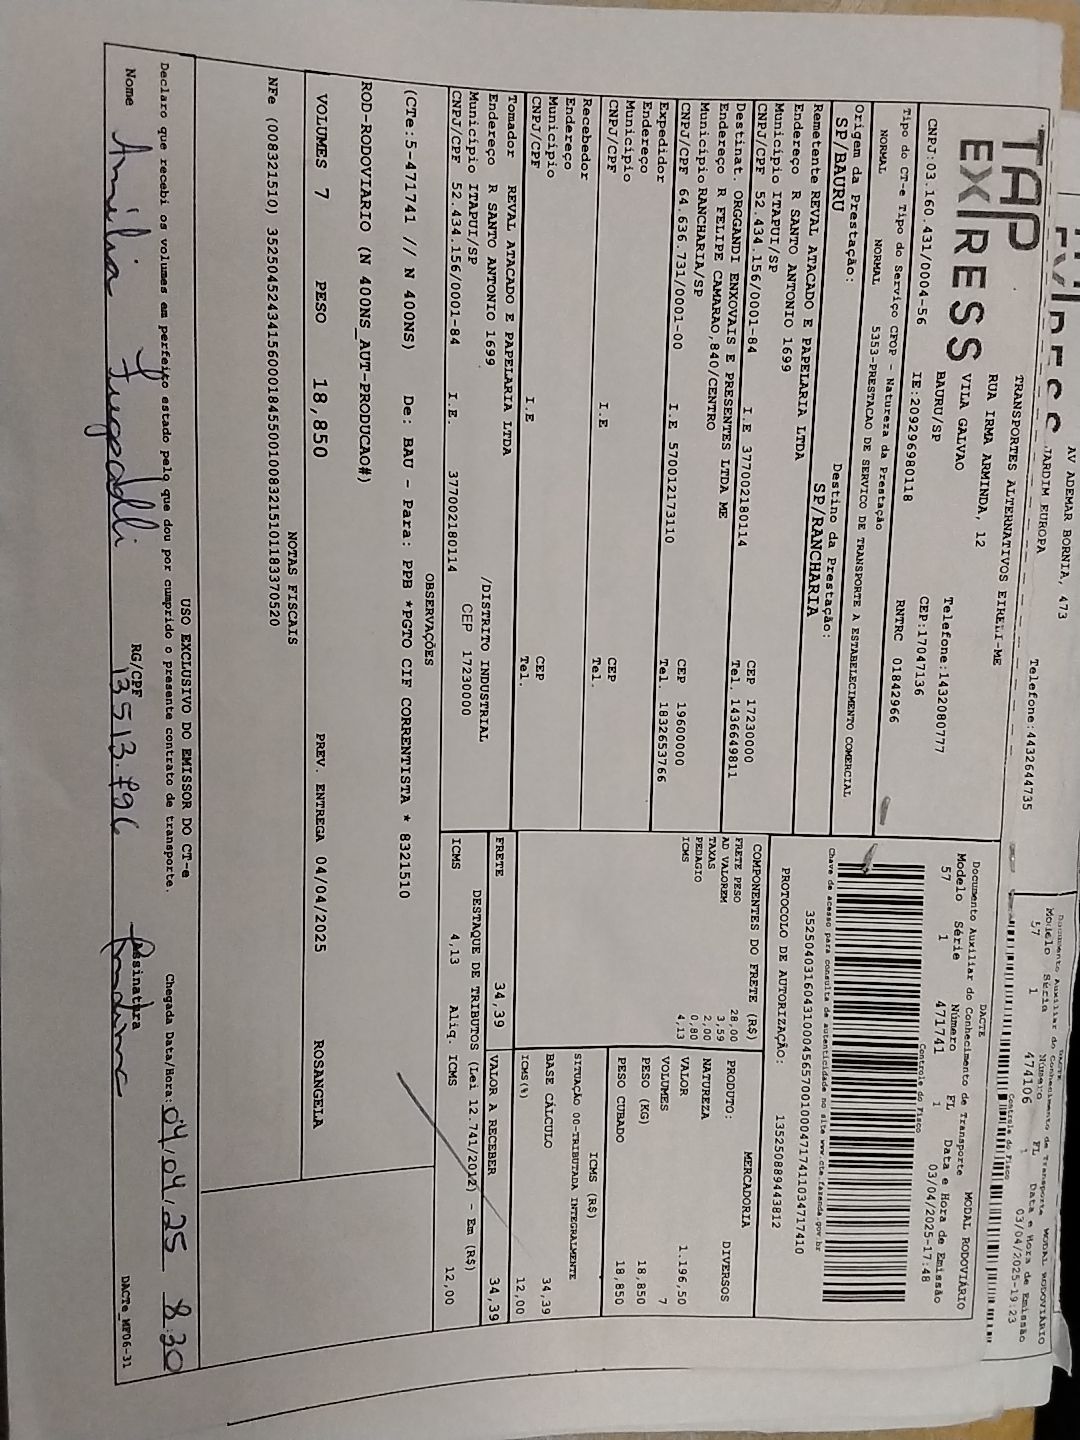 AV ADEMAR BORNIA, 473
JARDIM EUROPA
Telefone:4432644735
Documento Auxiliar do Conhecimento de Transporte MODAL RODOVIÁRIO
Modelo Série Número FL Data e Hora de Emissão
57 1 474106 1 03/04/2025-19:23
Controle do Fisco
TAP
EXPRESS
TRANSPORTES ALTERNATIVOS EIRELI-ME
RUA IRMA ARMINDA, 12
VILA GALVAO
BAURU/SP
Telefone:1432080777
CEP:17047136
CNPJ:03.160.431/0004-56 IE:209296980118 RNTRC 01842966
DACTE
Documento Auxiliar do Conhecimento de Transporte MODAL RODOVIÁRIO
Modelo Série Número FL Data e Hora de Emissão
57 1 471741 1 03/04/2025-17:48
Controle do Fisco
Tipo do CT-e Tipo do Serviço CFOP - Natureza da Prestação
NORMAL NORMAL 5353-PRESTACAO DE SERVICO DE TRANSPORTE A ESTABELECIMENTO COMERCIAL
Chave de acesso para consulta de autenticidade no site www.cte.fazenda.gov.br
35250403160431000456570010004717411034717410
Origem da Prestação: Destino da Prestação:
SP/BAURU SP/RANCHARIA
PROTOCOLO DE AUTORIZAÇÃO: 135250889443812
Remetente REVAL ATACADO E PAPELARIA LTDA
Endereço R SANTO ANTONIO 1699
Município ITAPUI/SP CEP 17230000
CNPJ/CPF 52.434.156/0001-84 I.E 377002180114 Tel. 1436649811
Destinat. ORGGANDI ENXOVAIS E PRESENTES LTDA ME
Endereço R FELIPE CAMARAO,840/CENTRO
Município RANCHARIA/SP CEP 19600000
CNPJ/CPF 64.636.731/0001-00 I.E 570012173110 Tel. 1832653766
Expedidor
Endereço
Município CEP
CNPJ/CPF I.E Tel.
Recebedor
Endereço
Município CEP
CNPJ/CPF I.E Tel.
Tomador REVAL ATACADO E PAPELARIA LTDA
Endereço R SANTO ANTONIO 1699 /DISTRITO INDUSTRIAL
Município ITAPUI/SP CEP 17230000
CNPJ/CPF 52.434.156/0001-84 I.E. 377002180114
COMPONENTES DO FRETE (R$)
FRETE PESO 28,00
AD VALOREM 3,59
TAXAS 2,00
PEDAGIO 0,80
ICMS 4,13
MERCADORIA
PRODUTO: DIVERSOS
NATUREZA
VALOR 1.196,50
VOLUMES 7
PESO (KG) 18,850
PESO CUBADO 18,850
ICMS (R$)
SITUAÇÃO 00-TRIBUTADA INTEGRALMENTE
BASE CÁLCULO 34,39
ICMS(%) 12,00
FRETE 34,39 VALOR A RECEBER 34,39
DESTAQUE DE TRIBUTOS (Lei 12.741/2012) - Em (R$)
ICMS 4,13 Aliq. ICMS 12,00
OBSERVAÇÕES
(CTe:5-471741 // N 400NS) De: BAU - Para: PPB *PGTO CIF CORRENTISTA * 8321510
ROD-RODOVIARIO (N 400NS_AUT-PRODUCAO#)
VOLUMES 7 PESO 18,850 PREV. ENTREGA 04/04/2025 ROSANGELA
NOTAS FISCAIS
NFe (008321510) 35250452434156000184550010083215101183370520
USO EXCLUSIVO DO EMISSOR DO CT-e
Declaro que recebi os volumes em perfeito estado pelo que dou por cumprido o presente contrato de transporte.
Chegada Data/Hora: 04/04/25 8:30
Nome RG/CPF 13513.796 Assinatura
DACTe_MF06-31